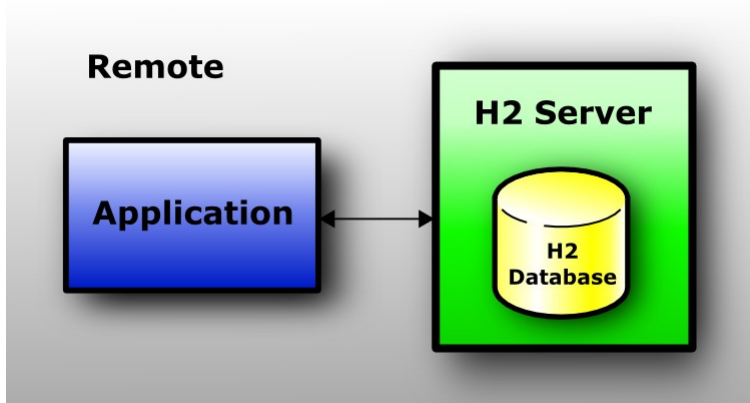 Remote
Application
H2 Server
H2
Database